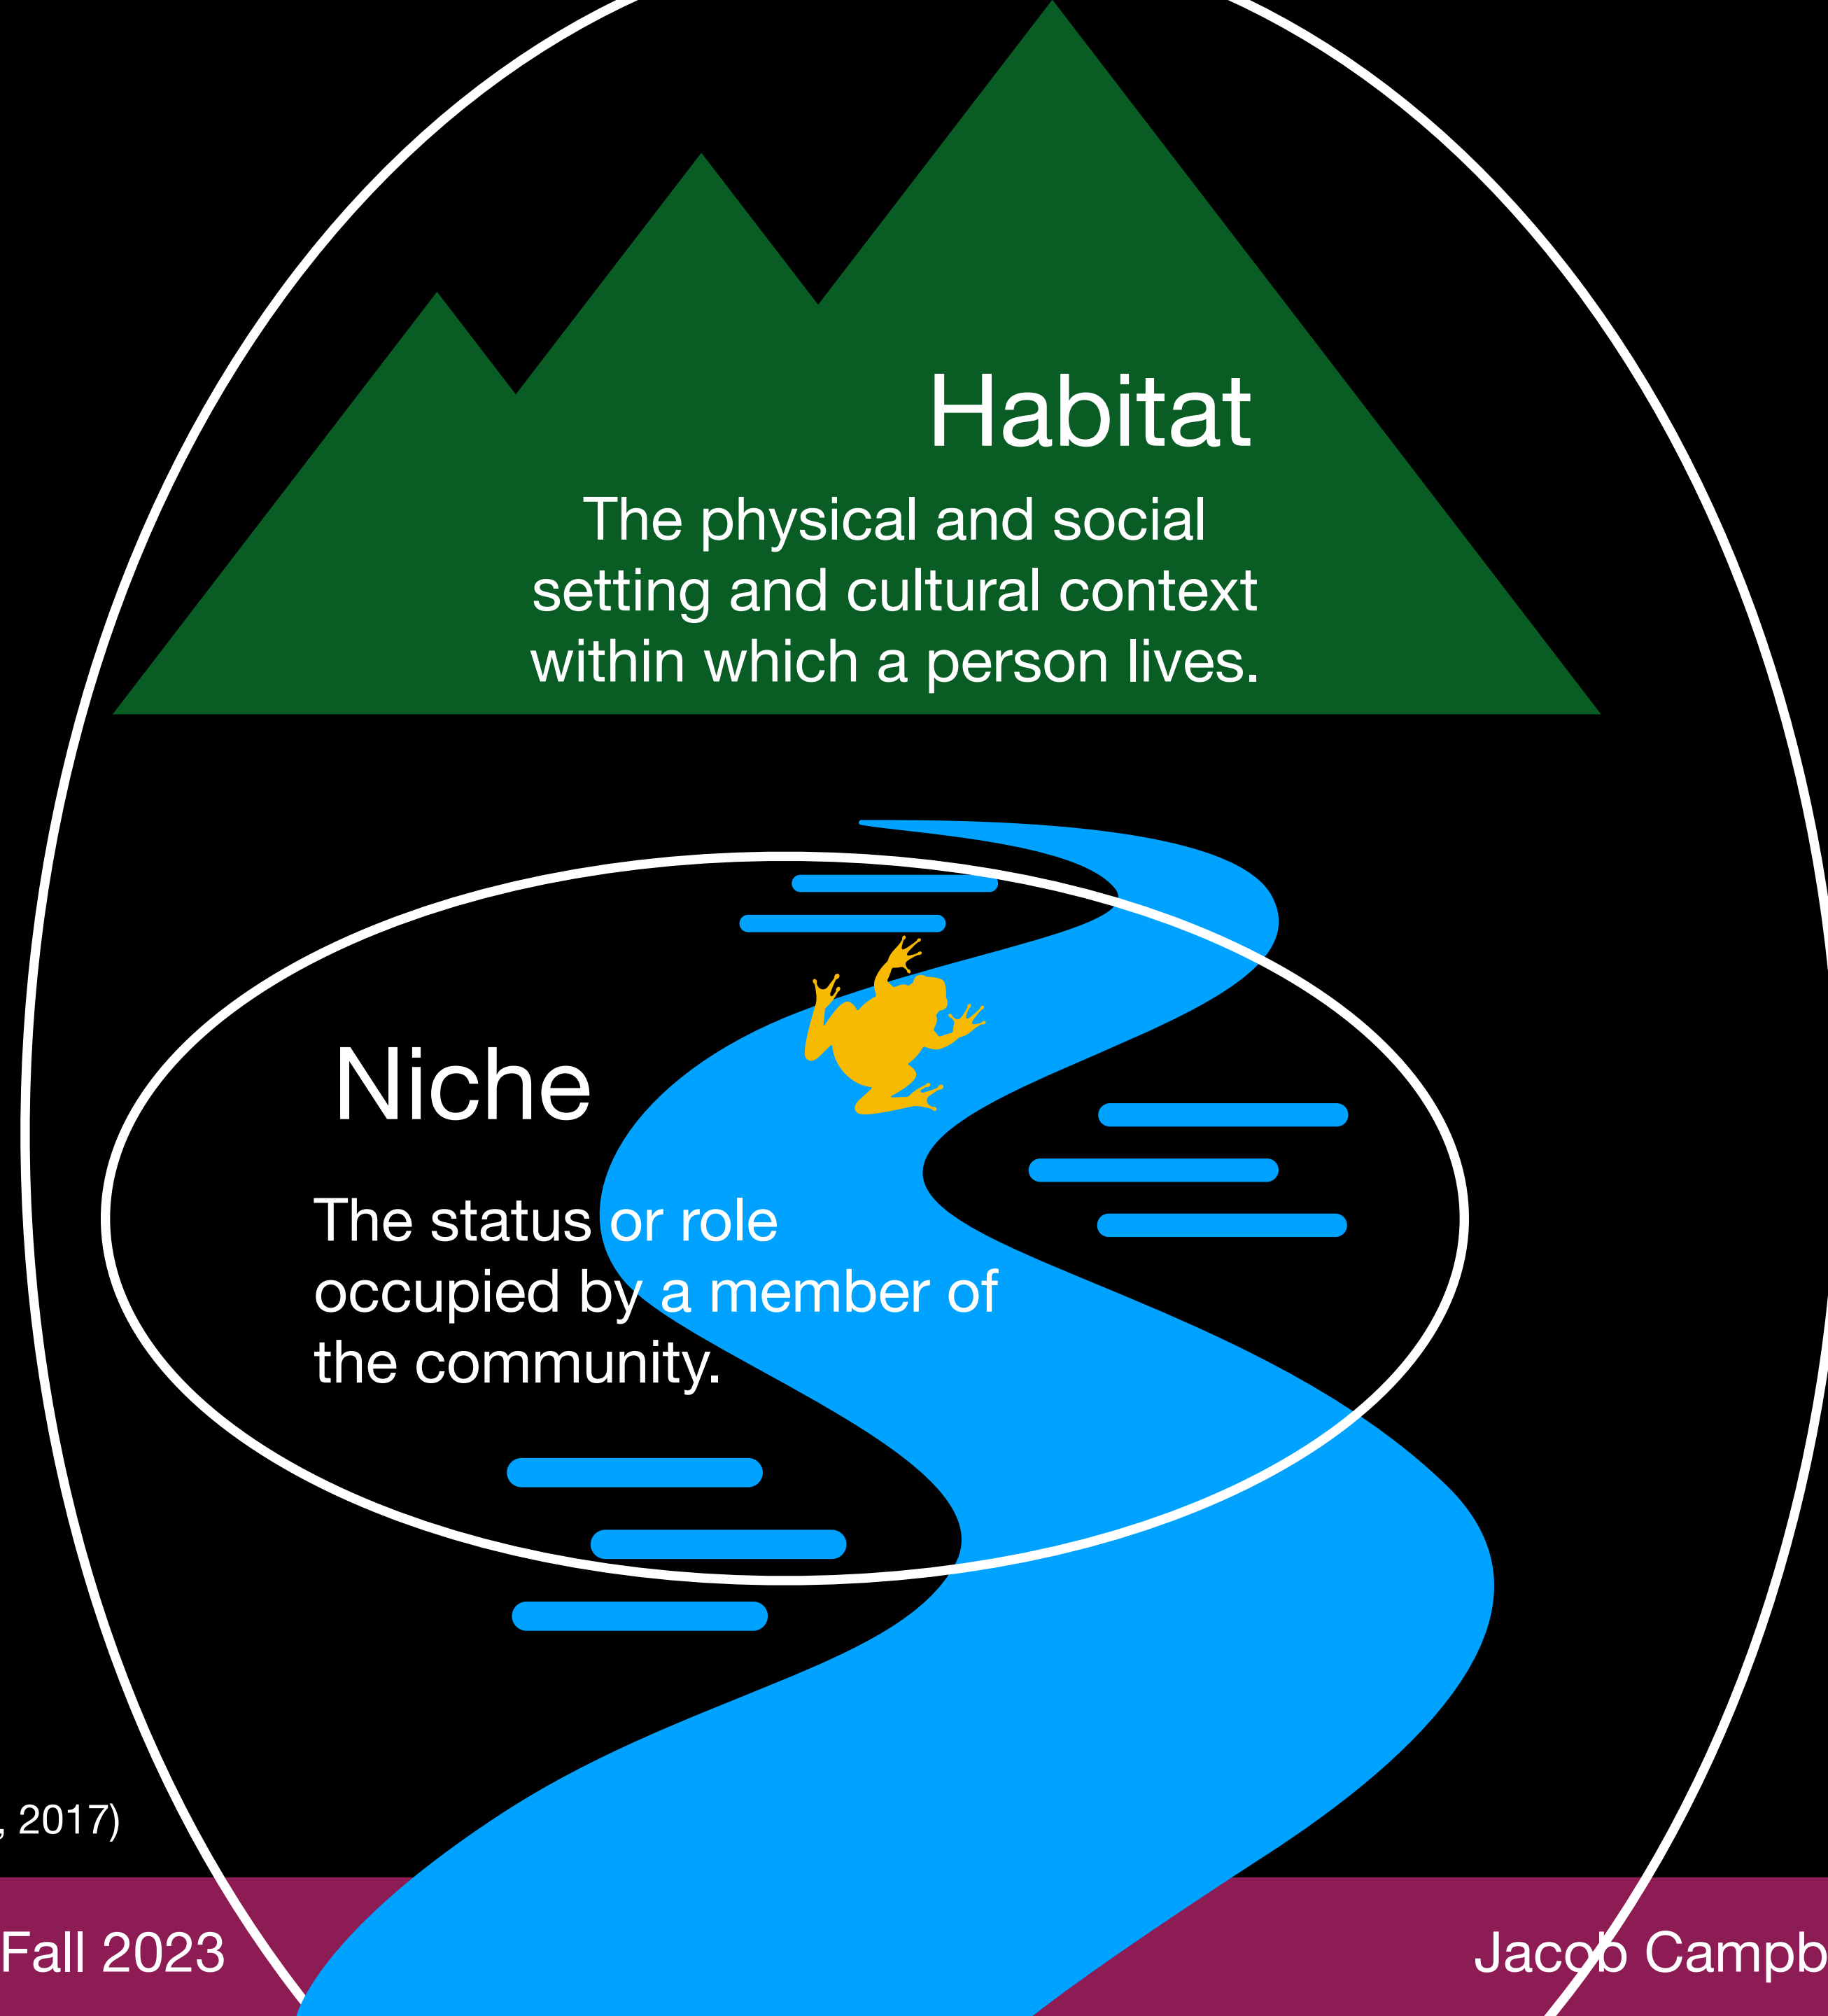 Habitat
The physical and social
setting and cultural context
within which a person lives.
Niche
The status or role
occupied by a member of
the community.
, 2017)
Fall 2023
Jacob Campb